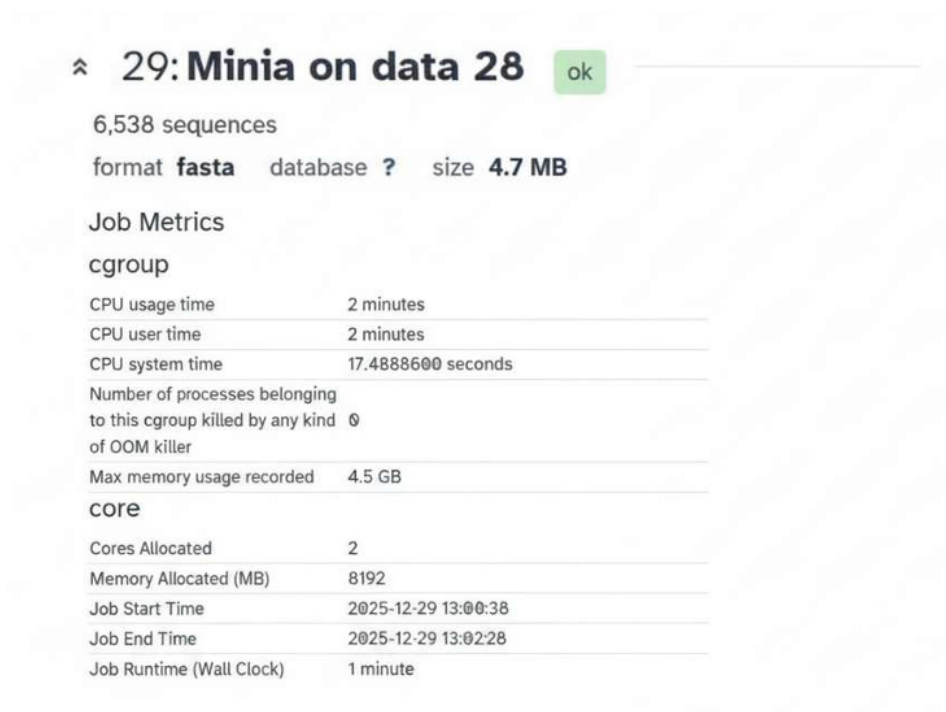 29: Minia on data 28 ok
6,538 sequences
format fasta database ? size 4.7 MB
Job Metrics
cgroup
CPU usage time 2 minutes
CPU user time 2 minutes
CPU system time 17.4888600 seconds
Number of processes belonging
to this cgroup killed by any kind 0
of OOM killer
Max memory usage recorded 4.5 GB
core
Cores Allocated 2
Memory Allocated (MB) 8192
Job Start Time 2025-12-29 13:00:38
Job End Time 2025-12-29 13:02:28
Job Runtime (Wall Clock) 1 minute